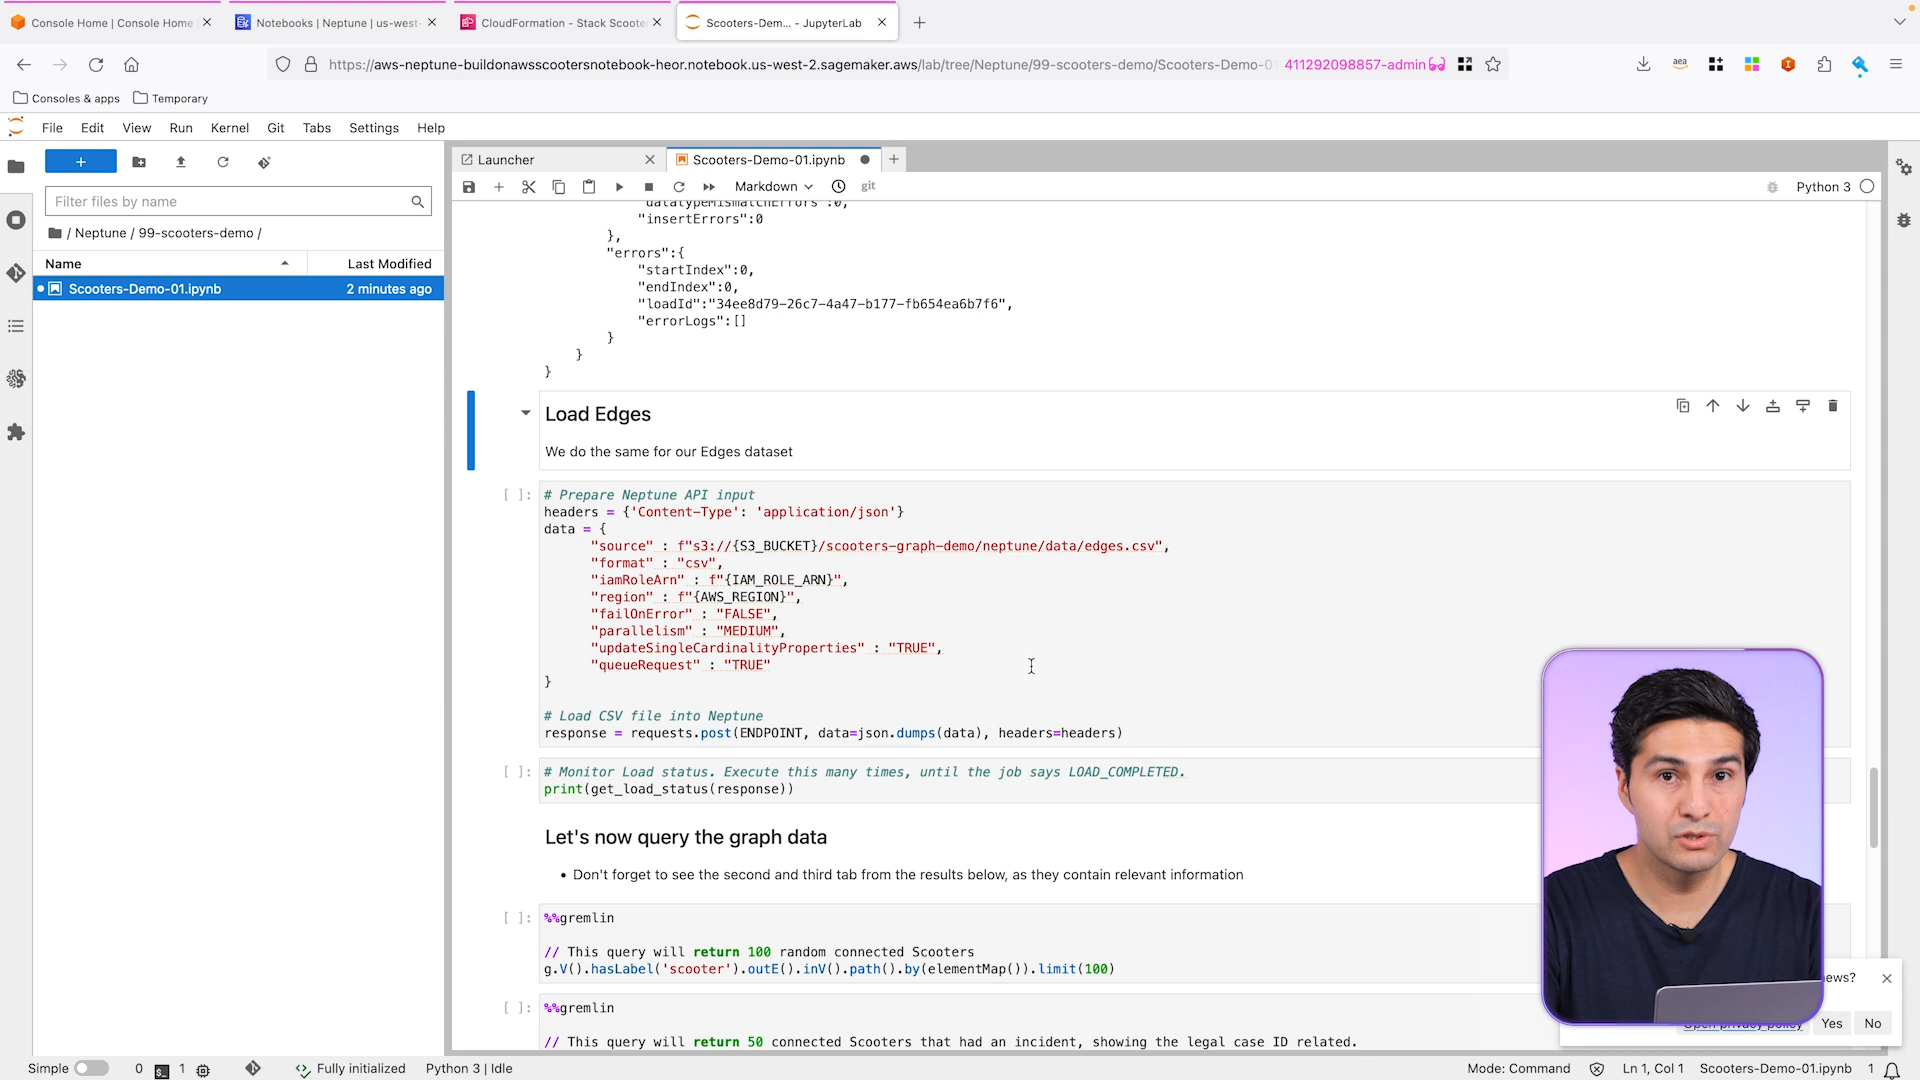 Console Home | Console Home
Notebooks | Neptune | us-west-
CloudFormation - Stack Scoote
Scooters-Dem... - JupyterLab
https://aws-neptune-buildonawsscootersnotebook-heor.notebook.us-west-2.sagemaker.aws/lab/tree/Neptune/99-scooters-demo/Scooters-Demo-01
411292098857-admin
aea
Consoles & apps
Temporary
File Edit View Run Kernel Git Tabs Settings Help
Launcher
Scooters-Demo-01.ipynb
Markdown
git
Python 3
Filter files by name
/ Neptune / 99-scooters-demo /
Name
Last Modified
Scooters-Demo-01.ipynb
2 minutes ago
"datatypeMismatchErrors":0,
"insertErrors":0
},
"errors":{
"startIndex":0,
"endIndex":0,
"loadId":"34ee8d79-26c7-4a47-b177-fb654ea6b7f6",
"errorLogs":[]
}
}
}
Load Edges
We do the same for our Edges dataset
[ ]:
# Prepare Neptune API input
headers = {'Content-Type': 'application/json'}
data = {
"source" : f"s3://{S3_BUCKET}/scooters-graph-demo/neptune/data/edges.csv",
"format" : "csv",
"iamRoleArn" : f"{IAM_ROLE_ARN}",
"region" : f"{AWS_REGION}",
"failOnError" : "FALSE",
"parallelism" : "MEDIUM",
"updateSingleCardinalityProperties" : "TRUE",
"queueRequest" : "TRUE"
}
# Load CSV file into Neptune
response = requests.post(ENDPOINT, data=json.dumps(data), headers=headers)
[ ]:
# Monitor Load status. Execute this many times, until the job says LOAD_COMPLETED.
print(get_load_status(response))
Let's now query the graph data
• Don't forget to see the second and third tab from the results below, as they contain relevant information
[ ]:
%%gremlin
// This query will return 100 random connected Scooters
g.V().hasLabel('scooter').outE().inV().path().by(elementMap()).limit(100)
[ ]:
%%gremlin
// This query will return 50 connected Scooters that had an incident, showing the legal case ID related.
news?
Open privacy policy
Yes
No
Simple
0
1
Fully initialized
Python 3 | Idle
Mode: Command
Ln 1, Col 1
Scooters-Demo-01.ipynb
1